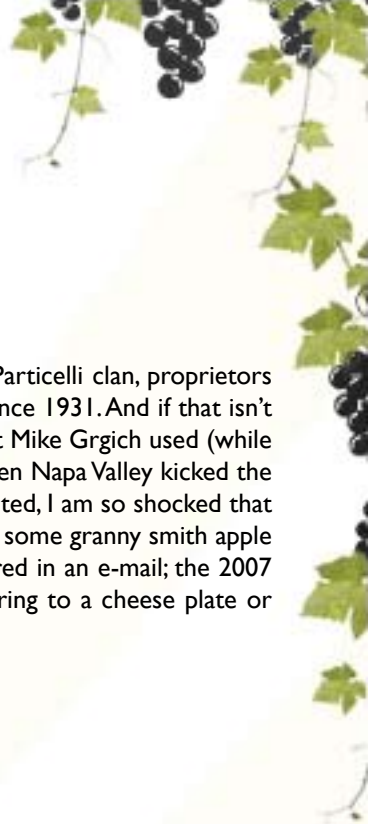 Particelli clan, proprietors
nce 1931. And if that isn't
t Mike Grgich used (while
en Napa Valley kicked the
ted, I am so shocked that
some granny smith apple
red in an e-mail; the 2007
ring to a cheese plate or